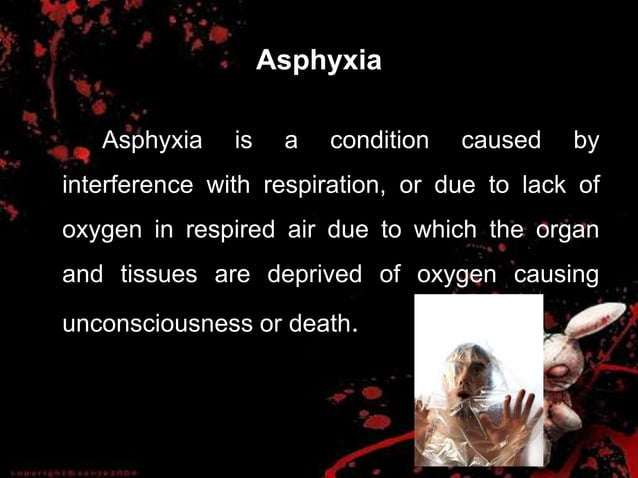 Asphyxia
Asphyxia is a condition caused by
interference with respiration, or due to lack of
oxygen in respired air due to which the organ
and tissues are deprived of oxygen causing
unconsciousness or death.